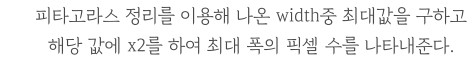 피타고라스 정리를 이용해 나온 width중 최대값을 구하고
해당 값에 x2를 하여 최대 폭의 픽셀 수를 나타내준다.